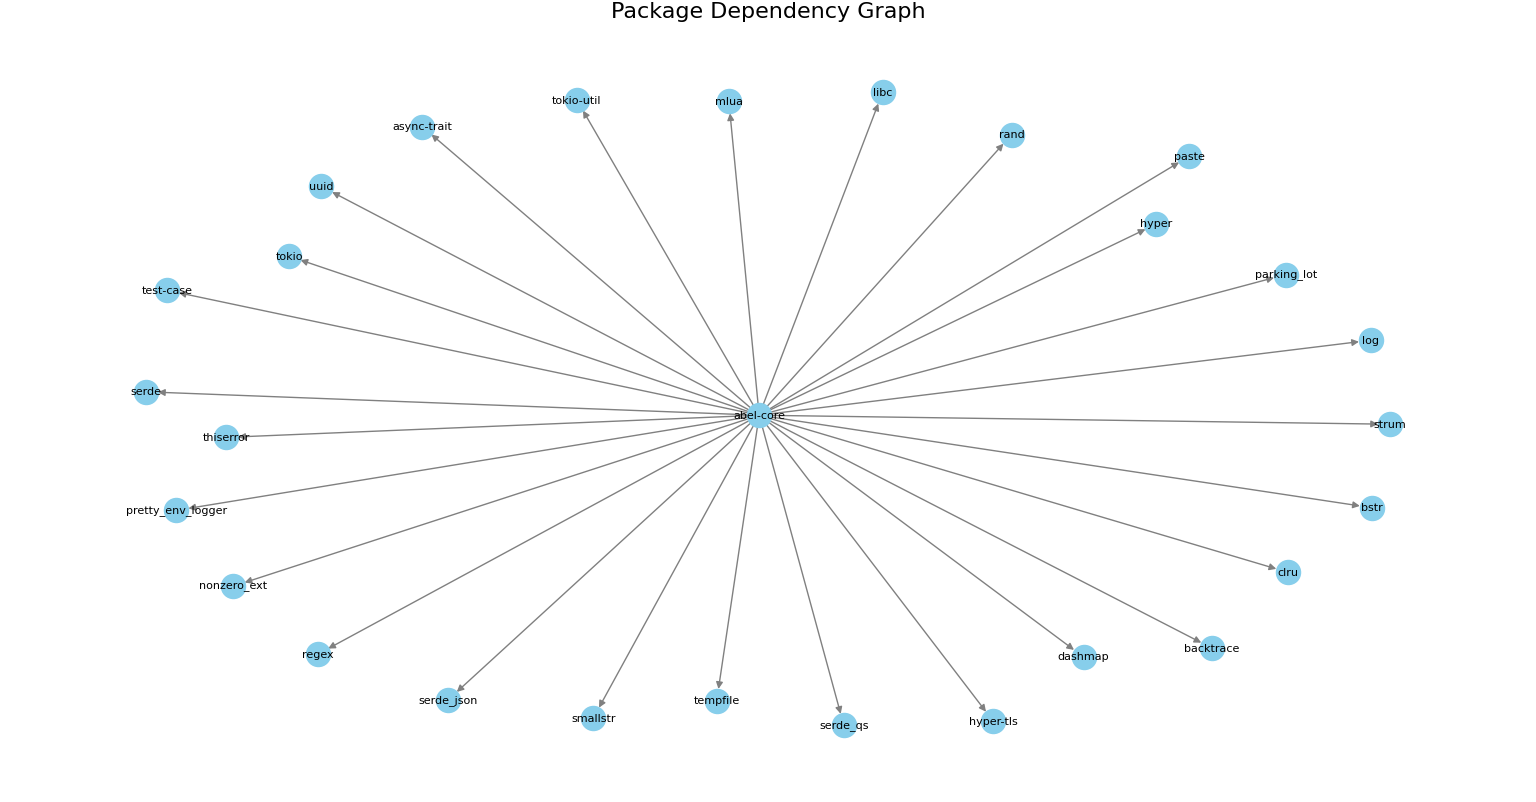 Package Dependency Graph
libc
tokio-util
mlua
async-trait
rand
paste
uuid
hyper
tokio
parking_lot
test-case
log
serde
abel-core
strum
thiserror
bstr
pretty_env_logger
clru
nonzero_ext
backtrace
regex
dashmap
serde_json
tempfile
smallstr
hyper-tls
serde_qs